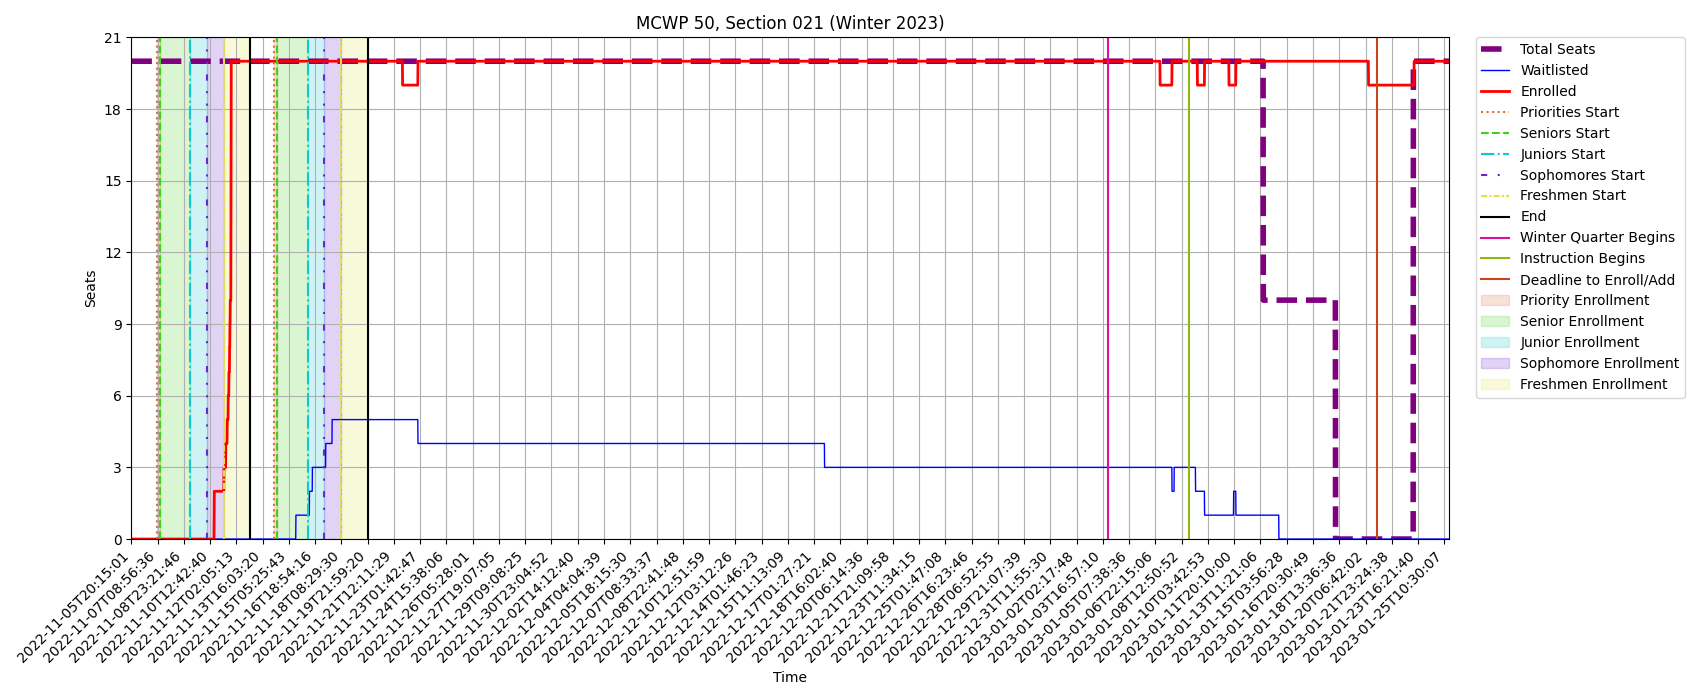 MCWP 50, Section 021 (Winter 2023)
21
18
15
12
9
6
3
0
Seats
2022-11-05T20:15:01
2022-11-07T08:56:36
2022-11-08T23:21:46
2022-11-10T12:42:40
2022-11-12T02:05:13
2022-11-13T16:03:20
2022-11-15T05:25:43
2022-11-16T18:54:16
2022-11-18T08:29:30
2022-11-19T21:59:20
2022-11-21T12:11:29
2022-11-23T01:42:47
2022-11-24T15:38:06
2022-11-26T05:28:01
2022-11-27T19:07:05
2022-11-29T09:08:25
2022-11-30T23:04:52
2022-12-02T14:12:40
2022-12-04T04:04:39
2022-12-05T18:15:30
2022-12-07T08:33:37
2022-12-08T22:41:48
2022-12-10T12:51:59
2022-12-12T03:12:26
2022-12-14T01:46:23
2022-12-15T11:13:09
2022-12-17T01:27:21
2022-12-18T16:02:40
2022-12-20T06:14:36
2022-12-21T21:09:58
2022-12-23T11:34:15
2022-12-25T01:47:08
2022-12-26T16:23:46
2022-12-28T06:52:55
2022-12-29T21:07:39
2022-12-31T11:55:30
2023-01-02T02:17:48
2023-01-03T16:57:10
2023-01-05T07:38:36
2023-01-06T22:15:06
2023-01-08T12:50:52
2023-01-10T03:42:53
2023-01-11T20:10:00
2023-01-13T11:21:06
2023-01-15T03:56:28
2023-01-16T20:30:49
2023-01-18T13:36:36
2023-01-20T06:42:02
2023-01-21T23:24:38
2023-01-23T16:21:40
2023-01-25T10:30:07
Time
Total Seats
Waitlisted
Enrolled
Priorities Start
Seniors Start
Juniors Start
Sophomores Start
Freshmen Start
End
Winter Quarter Begins
Instruction Begins
Deadline to Enroll/Add
Priority Enrollment
Senior Enrollment
Junior Enrollment
Sophomore Enrollment
Freshmen Enrollment